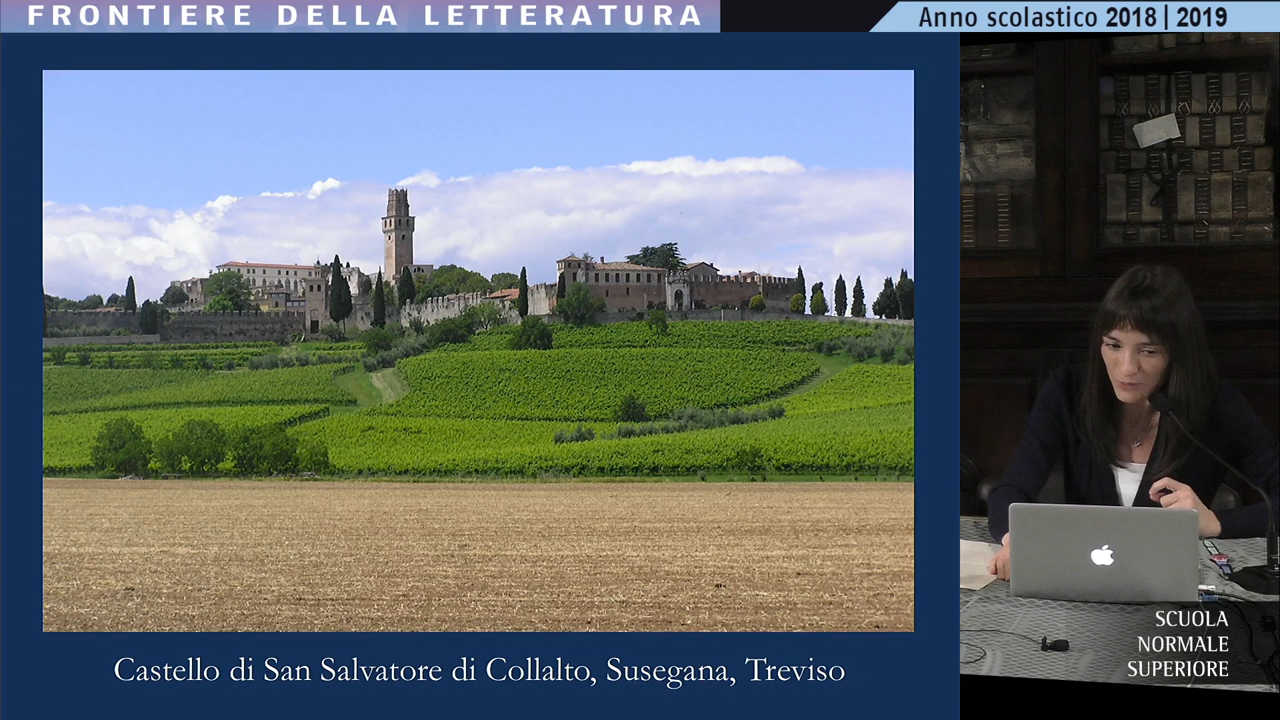 FRONTIERE DELLA LETTERATURA
Anno scolastico 2018 | 2019
Castello di San Salvatore di Collalto, Susegana, Treviso
SCUOLA
NORMALE
SUPERIORE